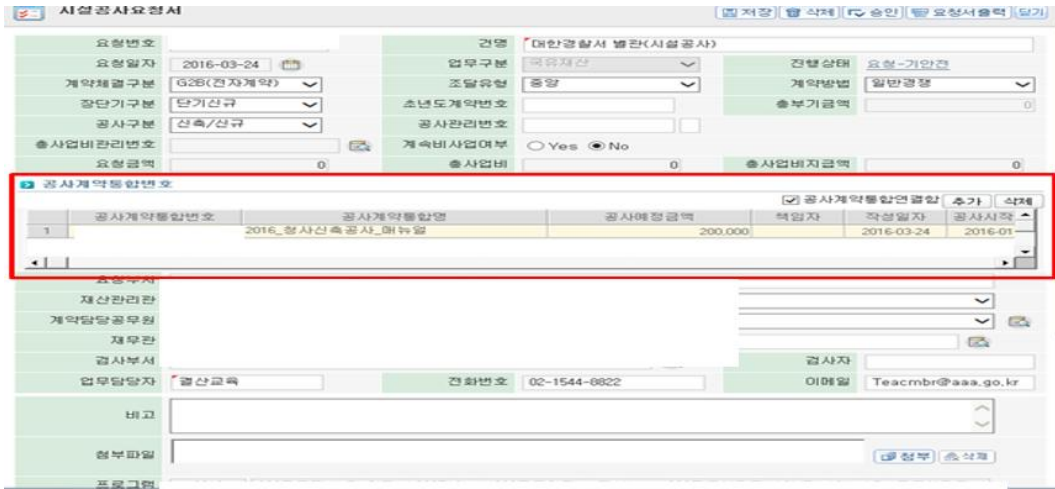 시설공사요청서 저장 삭제 승인 요청서출력 닫기
요청번호 건명 대한경찰서 별관(시설공사)
요청일자 2016-03-24 업무구분 국유재산 진행상태 요청-기안전
계약체결구분 G2B(전자계약) 조달유형 중앙 계약방법 일반경쟁
장단기구분 단기신규 초년도계약번호 총부기금액 0
공사구분 신축/신규 공사관리번호
총사업비관리번호 계속비사업여부 Yes No
요청금액 0 총사업비 0 총사업비지급액 0
공사계약통합번호
공사계약통합연결함 추가 삭제
공사계약통합번호 공사계약통합명 공사예정금액 책임자 작성일자 공사시작
1 2016_청사신축공사_매뉴얼 200,000 2016-03-24 2016-01
요청부서
재산관리관
계약담당공무원
재무관
검사부서 검사자
업무담당자 결산교육 전화번호 02-1544-8822 이메일 Teacmbr@aaa.go.kr
비고
첨부파일 첨부 삭제
프로그램